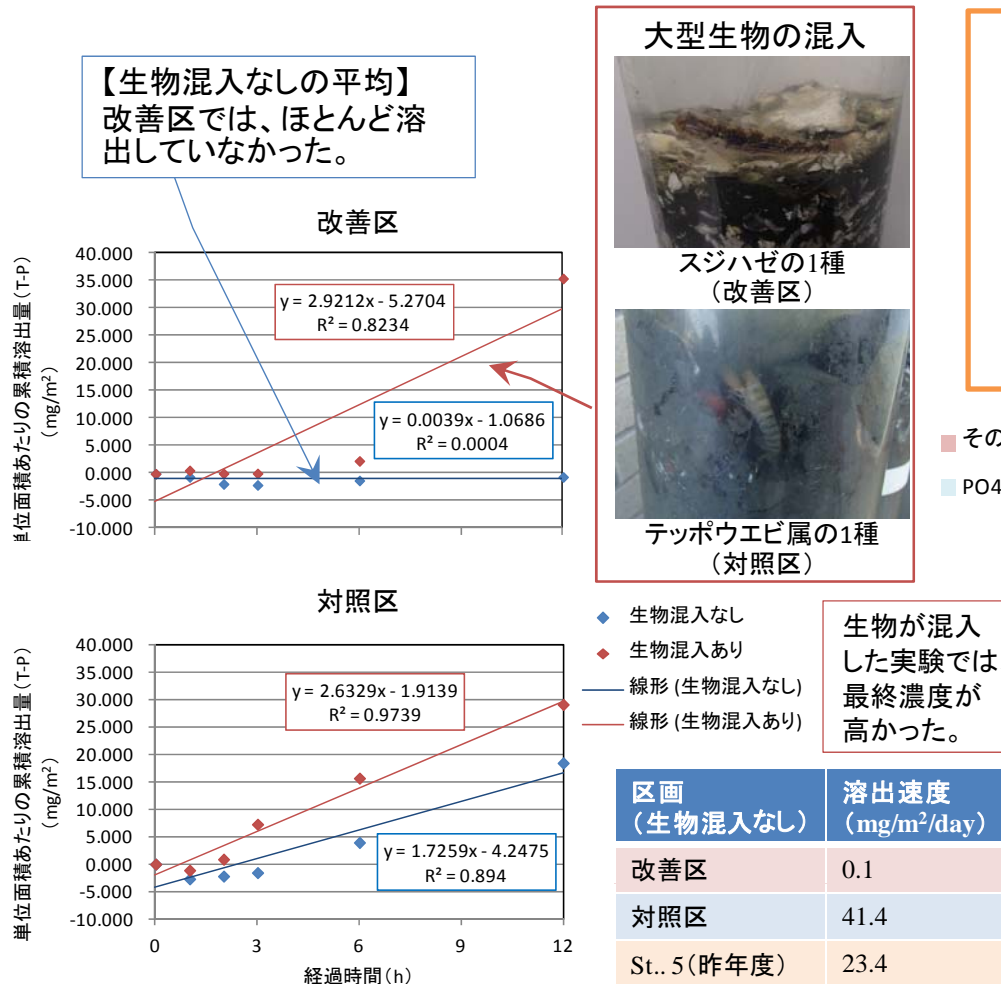 【生物混入なしの平均】
改善区では、ほとんど溶
出していなかった。
改善区
単位面積あたりの累積溶出量(T-P)
(mg/m²)
40.000
35.000
30.000
25.000
20.000
15.000
10.000
5.000
0.000
-5.000
-10.000
y = 2.9212x - 5.2704
R² = 0.8234
y = 0.0039x - 1.0686
R² = 0.0004
大型生物の混入
スジハゼの1種
(改善区)
テッポウエビ属の1種
(対照区)
その
PO4
対照区
単位面積あたりの累積溶出量(T-P)
(mg/m²)
40.000
35.000
30.000
25.000
20.000
15.000
10.000
5.000
0.000
-5.000
-10.000
y = 2.6329x - 1.9139
R² = 0.9739
y = 1.7259x - 4.2475
R² = 0.894
0 3 6 9 12
経過時間(h)
生物混入なし
生物混入あり
線形 (生物混入なし)
線形 (生物混入あり)
生物が混入
した実験では
最終濃度が
高かった。
区画 溶出速度
(生物混入なし) (mg/m²/day)
改善区 0.1
対照区 41.4
St.. 5(昨年度) 23.4